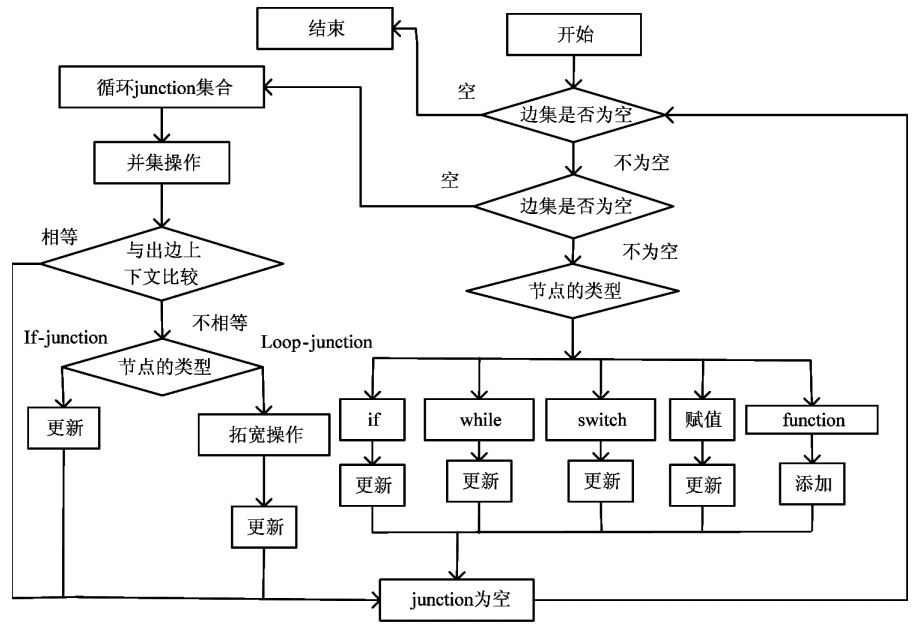 结束
开始
循环junction集合
空
边集是否为空
并集操作
不为空
空
边集是否为空
相等
与出边上
下文比较
不为空
节点的类型
不相等
If-junction
Loop-junction
节点的类型
更新
拓宽操作
if
while
switch
赋值
function
更新
更新
更新
更新
添加
更新
junction为空